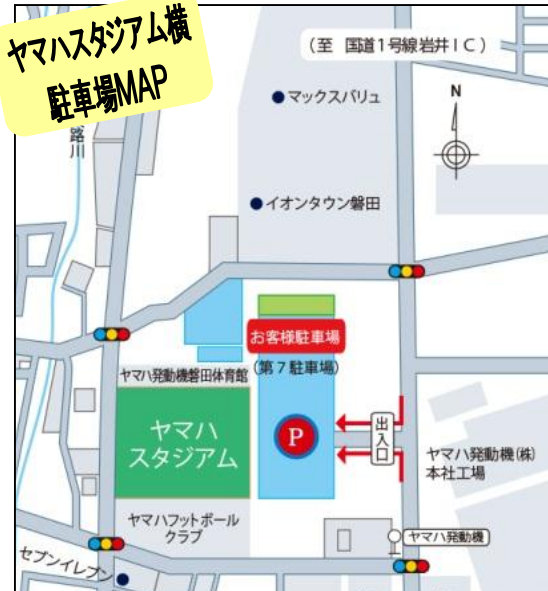 ヤマハスタジアム横
駐車場MAP
(至 国道1号線岩井IC)
マックスバリュ
N
路川
イオンタウン磐田
お客様駐車場
(第7駐車場)
ヤマハ発動機磐田体育館
ヤマハ
スタジアム
P
出入口
ヤマハ発動機(株)
本社工場
ヤマハフットボール
クラブ
ヤマハ発動機
セブンイレブン